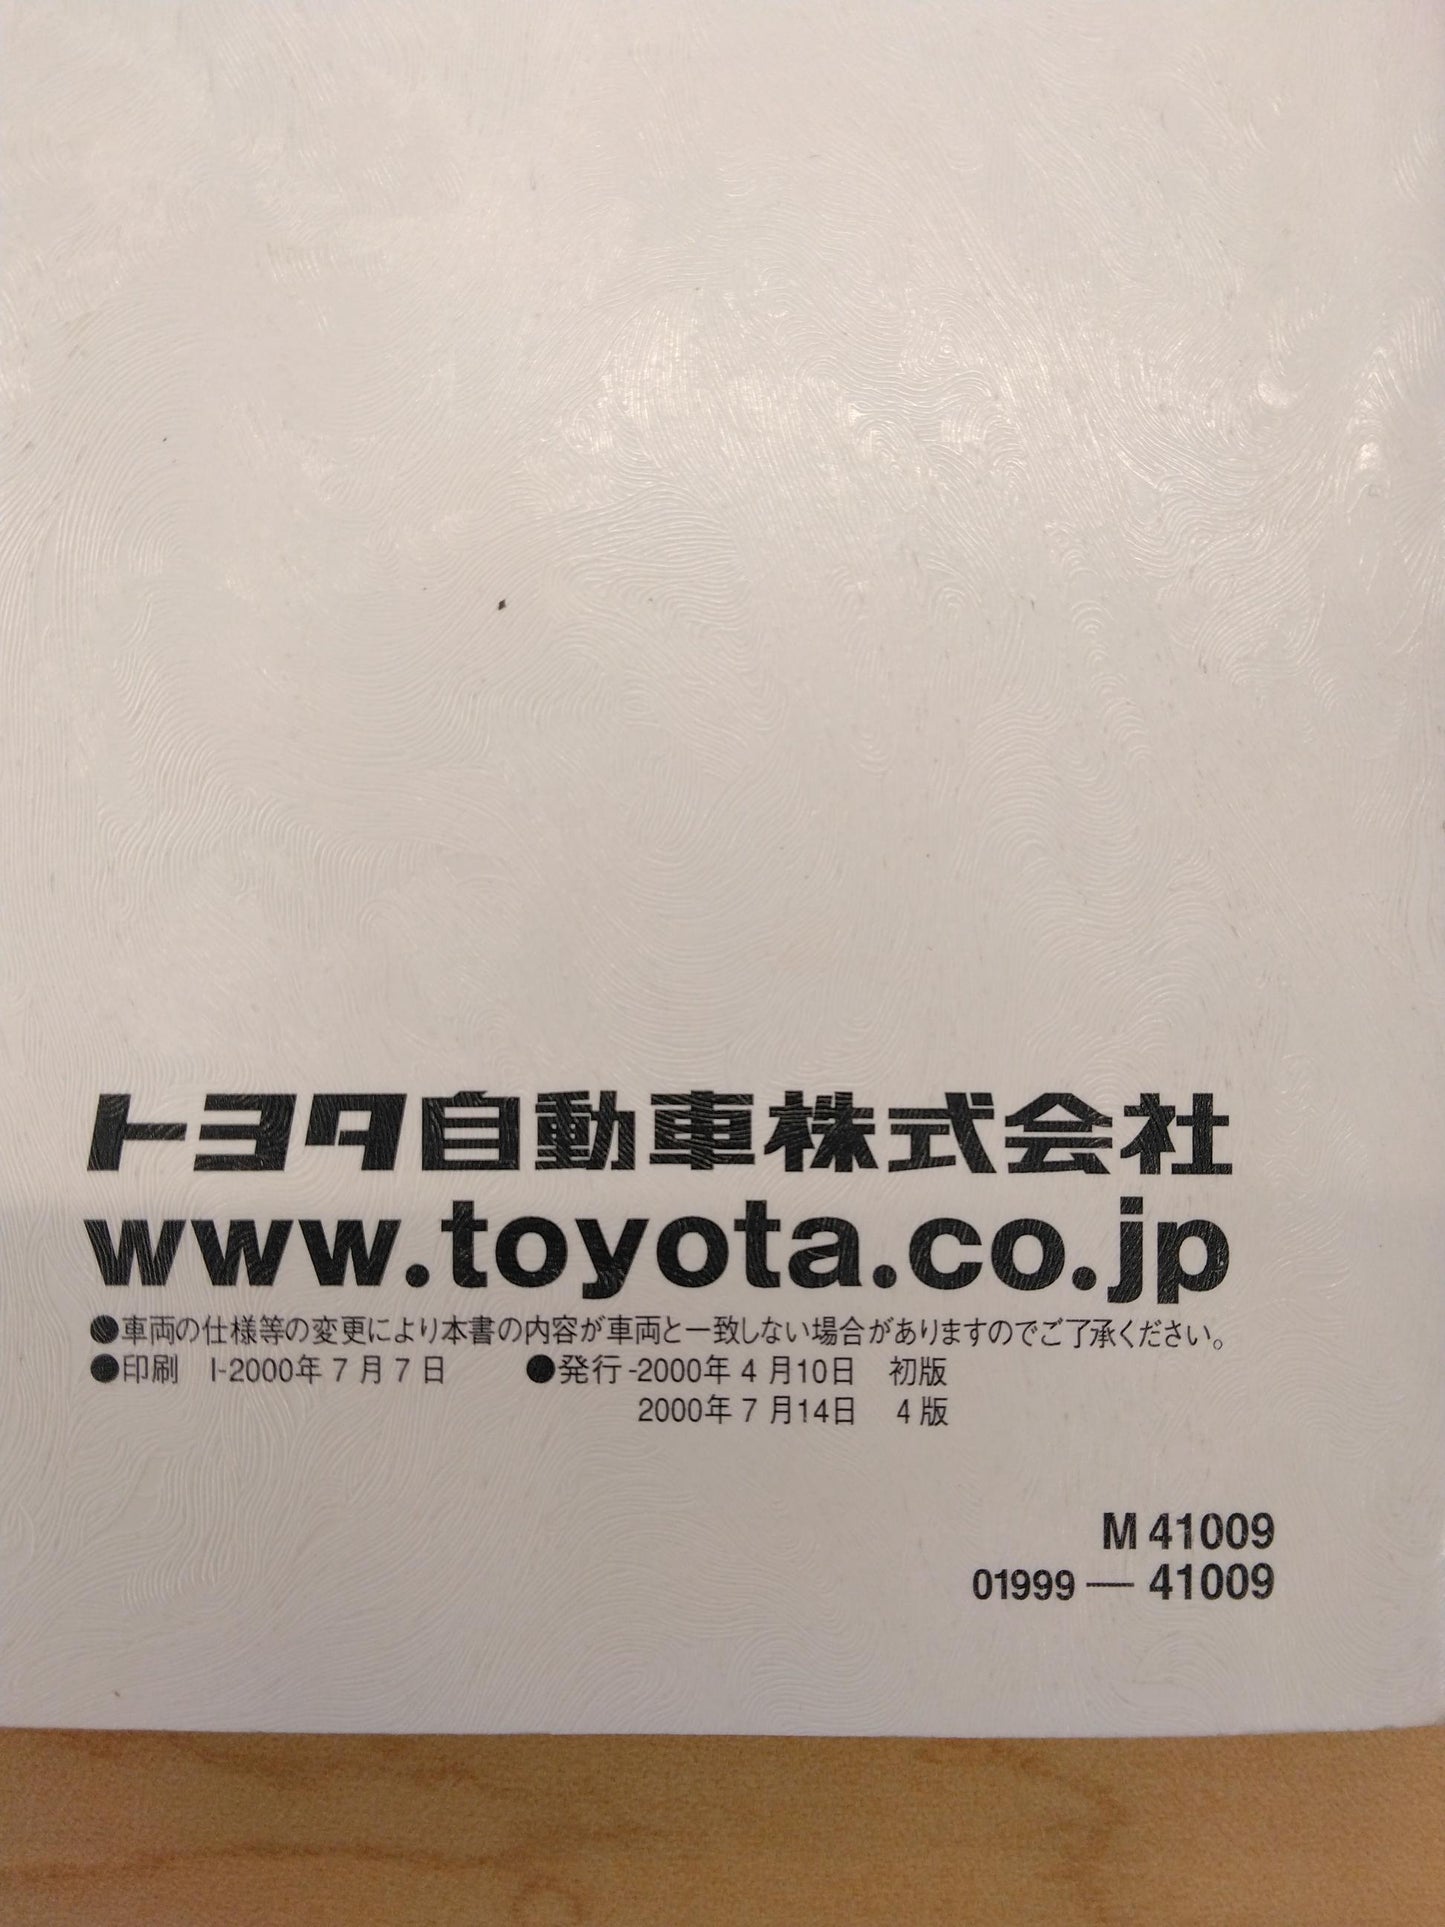 トヨタ自動車株式会社
www.toyota.co.jp
●車両の仕様等の変更により本書の内容が車両と一致しない場合がありますのでご了承ください。
●印刷 I-2000年 7 月 7 日 ●発行-2000年 4 月10日 初版
2000年 7 月14日 4 版
M 41009
01999 — 41009